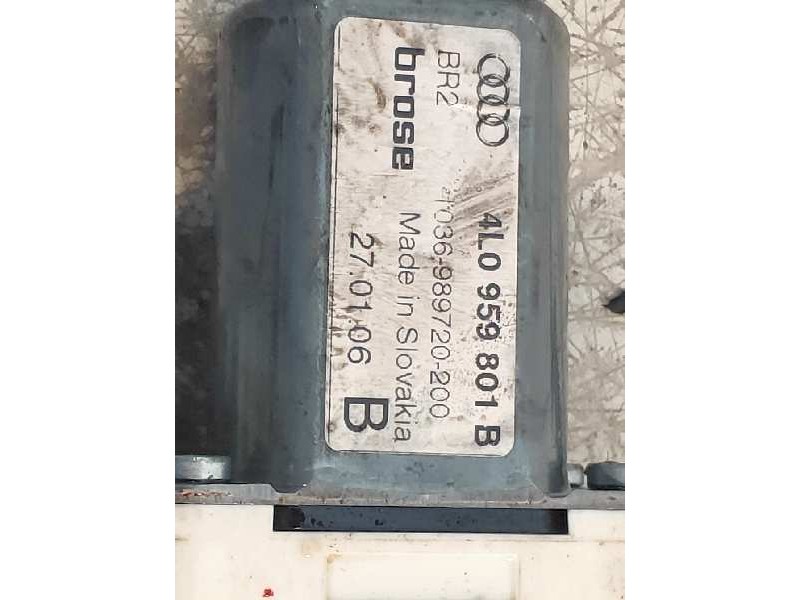 4L0 959 801 B
BR2
1036-989720-200
brose
Made in Slovakia
27.01.06
B